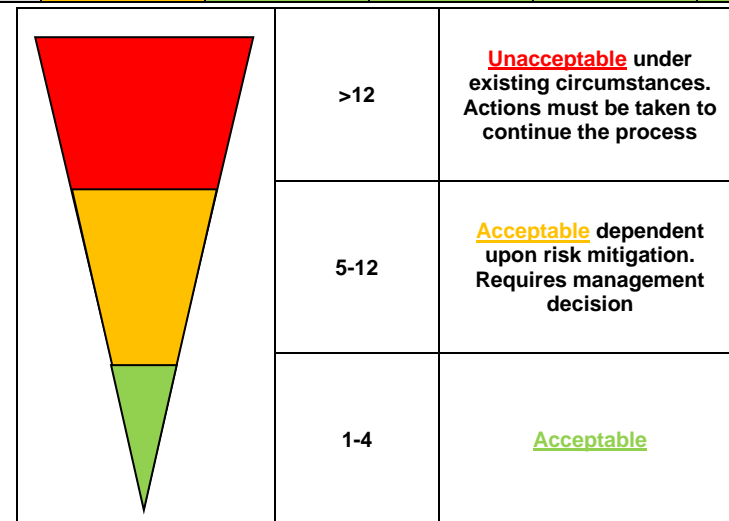 >12
Unacceptable under
existing circumstances.
Actions must be taken to
continue the process
5-12
Acceptable dependent
upon risk mitigation.
Requires management
decision
1-4
Acceptable